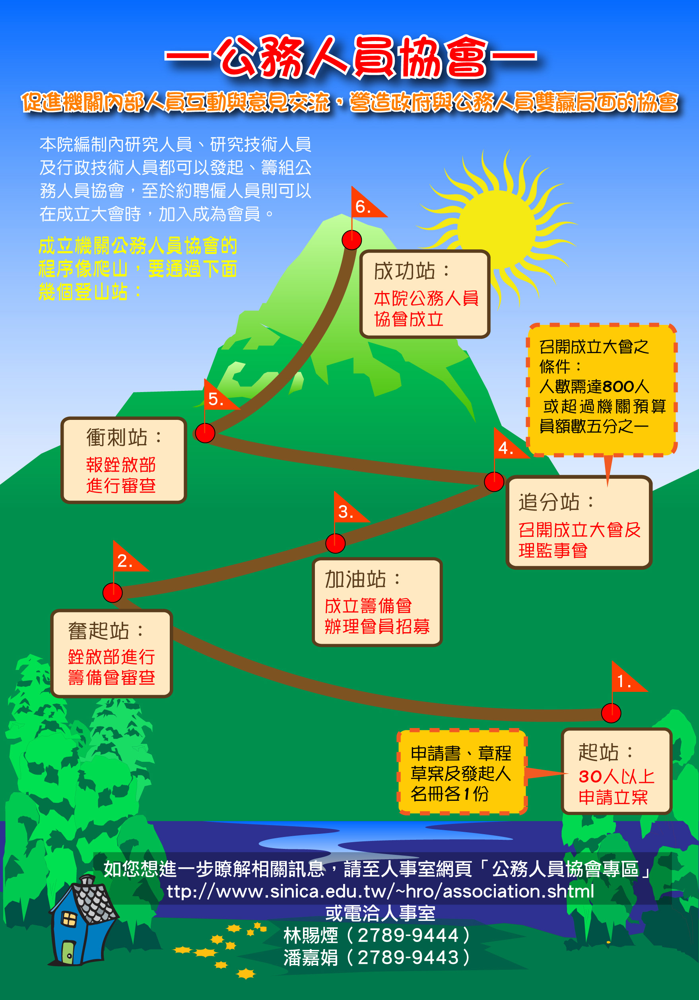 —公務人員協會—
促進機關內部人員互動與意見交流，營造政府與公務人員雙贏局面的協會
本院編制內研究人員、研究技術人員
及行政技術人員都可以發起、籌組公
務人員協會，至於約聘僱人員則可以
在成立大會時，加入成為會員。
成立機關公務人員協會的
程序像爬山，要通過下面
幾個登山站：
6.
成功站：
本院公務人員
協會成立
召開成立大會之
條件：
人數需達800人
或超過機關預算
員額數五分之一
5.
衝刺站：
報銓敘部
進行審查
4.
追分站：
召開成立大會及
理監事會
3.
加油站：
成立籌備會
辦理會員招募
2.
奮起站：
銓敘部進行
籌備會審查
1.
起站：
30人以上
申請立案
申請書、章程
草案及發起人
名冊各1份
如您想進一步瞭解相關訊息，請至人事室網頁「公務人員協會專區」
ttp://www.sinica.edu.tw/~hro/association.shtml
或電洽人事室
林賜煙（2789-9444）
潘嘉娟（2789-9443）